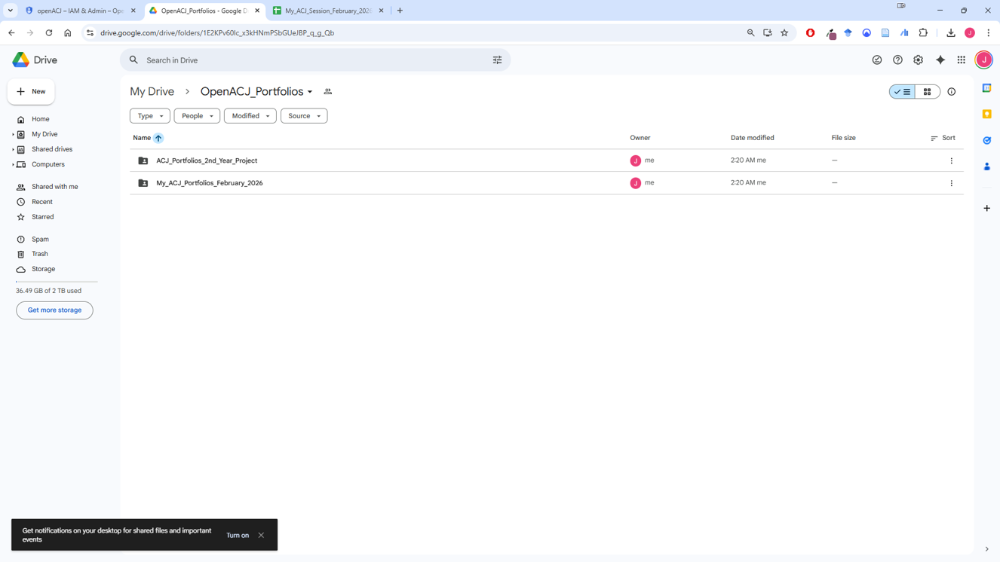 openACJ – IAM & Admin – Ope
OpenACJ_Portfolios - Google D
My_ACJ_Session_February_2026
drive.google.com/drive/folders/1E2KPv60lc_x3kHNmPSbGUeJBP_q_g_Qb
Drive
Search in Drive
J
New
My Drive
OpenACJ_Portfolios
Type
People
Modified
Source
Home
My Drive
Shared drives
Computers
Shared with me
Recent
Starred
Spam
Trash
Storage
36.49 GB of 2 TB used
Get more storage
Name Owner Date modified File size Sort
ACJ_Portfolios_2nd_Year_Project J me 2:20 AM me —
My_ACJ_Portfolios_February_2026 J me 2:20 AM me —
Get notifications on your desktop for shared files and important
events
Turn on